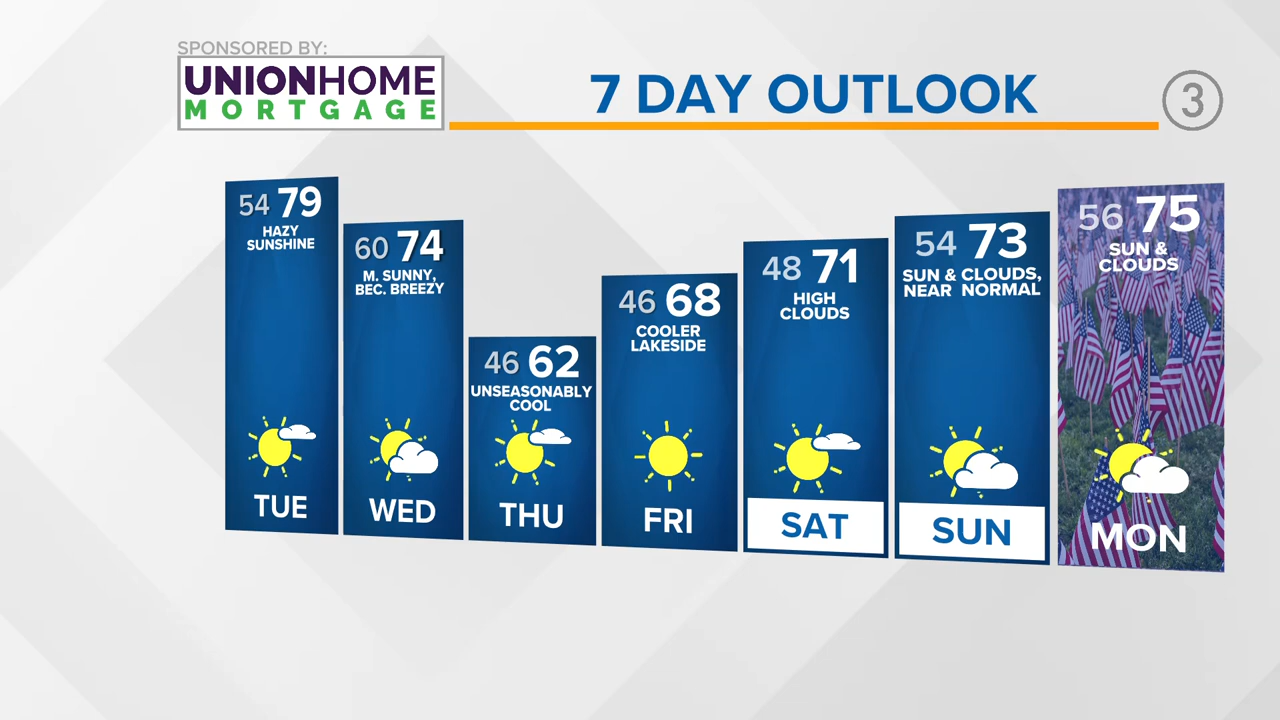 SPONSORED BY:
UNIONHOME
MORTGAGE
7 DAY OUTLOOK
3
54 79
HAZY
SUNSHINE
TUE
60 74
M. SUNNY,
BEC. BREEZY
WED
46 62
UNSEASONABLY
COOL
THU
46 68
COOLER
LAKESIDE
FRI
48 71
HIGH
CLOUDS
SAT
54 73
SUN & CLOUDS,
NEAR NORMAL
SUN
56 75
SUN &
CLOUDS
MON